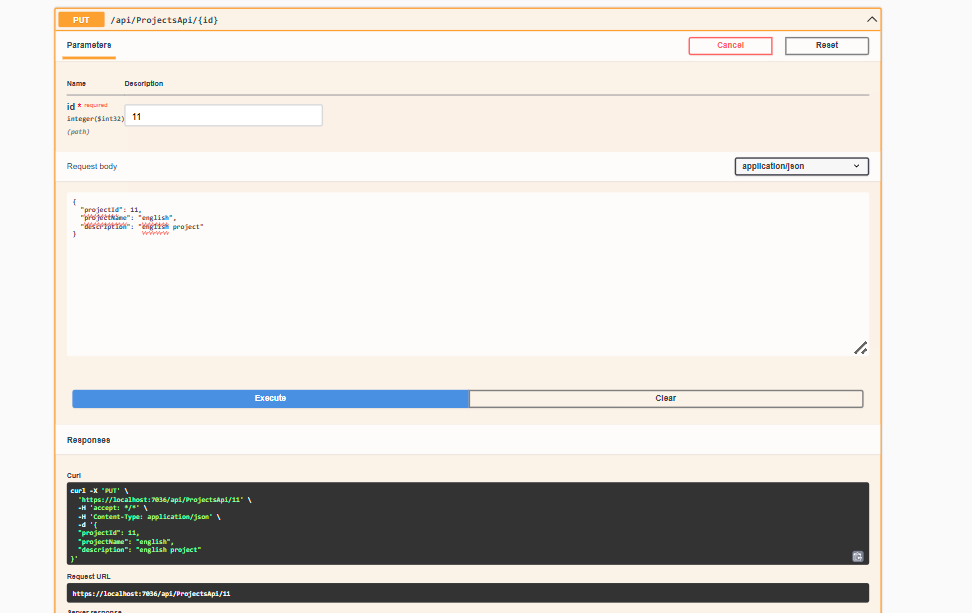 PUT /api/ProjectsApi/{id}
Parameters
Cancel
Reset
Name Description
id * required
integer($int32)
(path)
11
Request body
application/json
{
"projectId": 11,
"projectName": "english",
"description": "english project"
}
Execute
Clear
Responses
Curl
curl -X 'PUT' \
'https://localhost:7036/api/ProjectsApi/11' \
-H 'accept: */*' \
-H 'Content-Type: application/json' \
-d '{
"projectId": 11,
"projectName": "english",
"description": "english project"
}'
Request URL
https://localhost:7036/api/ProjectsApi/11
Server response